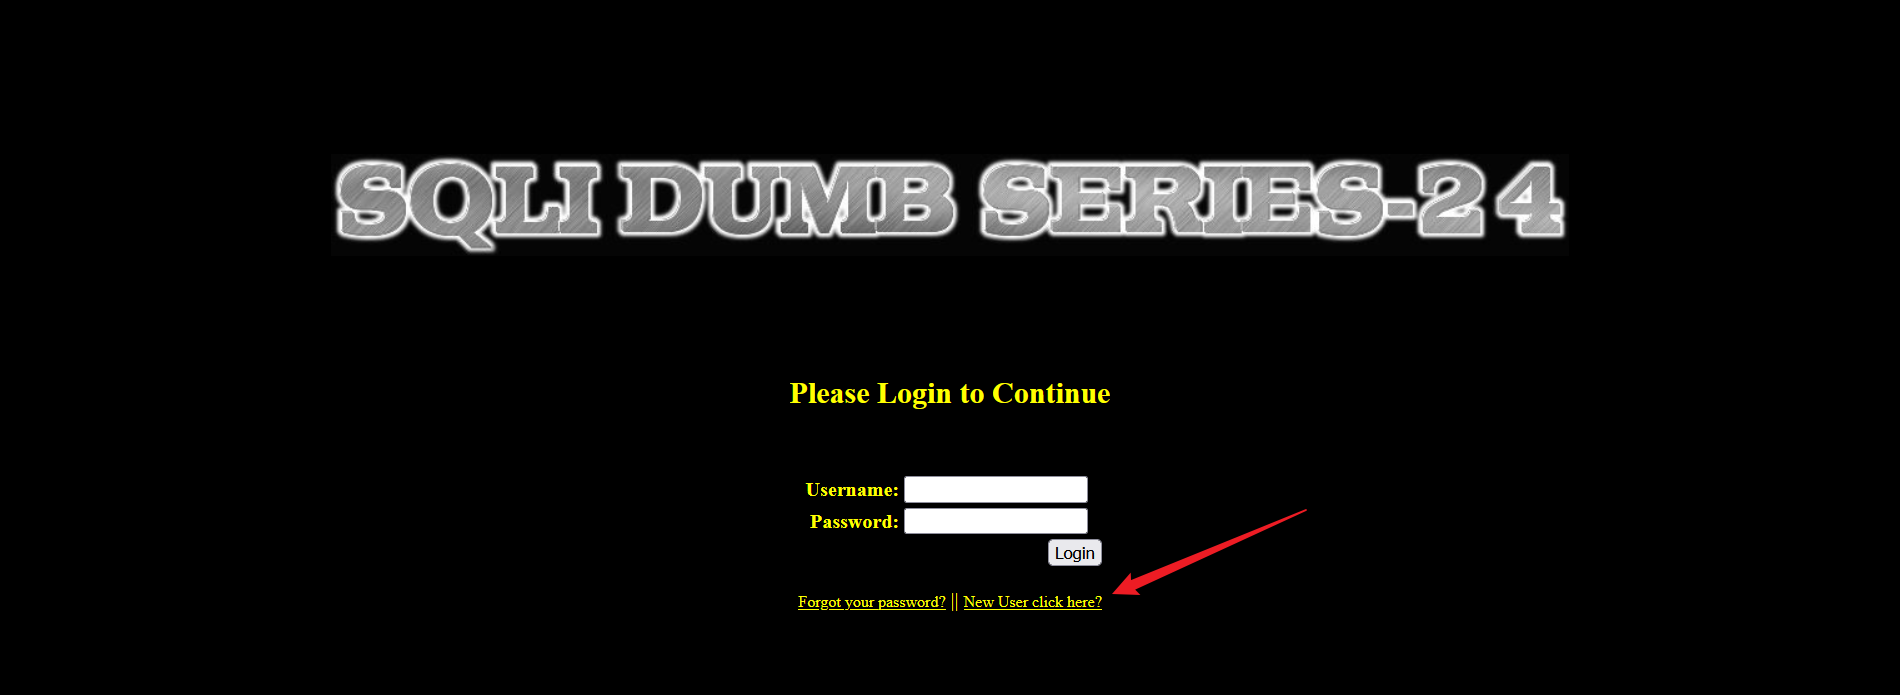 SQLI DUMB SERIES-24
Please Login to Continue
Username:
Password:
Login
Forgot your password? || New User click here?